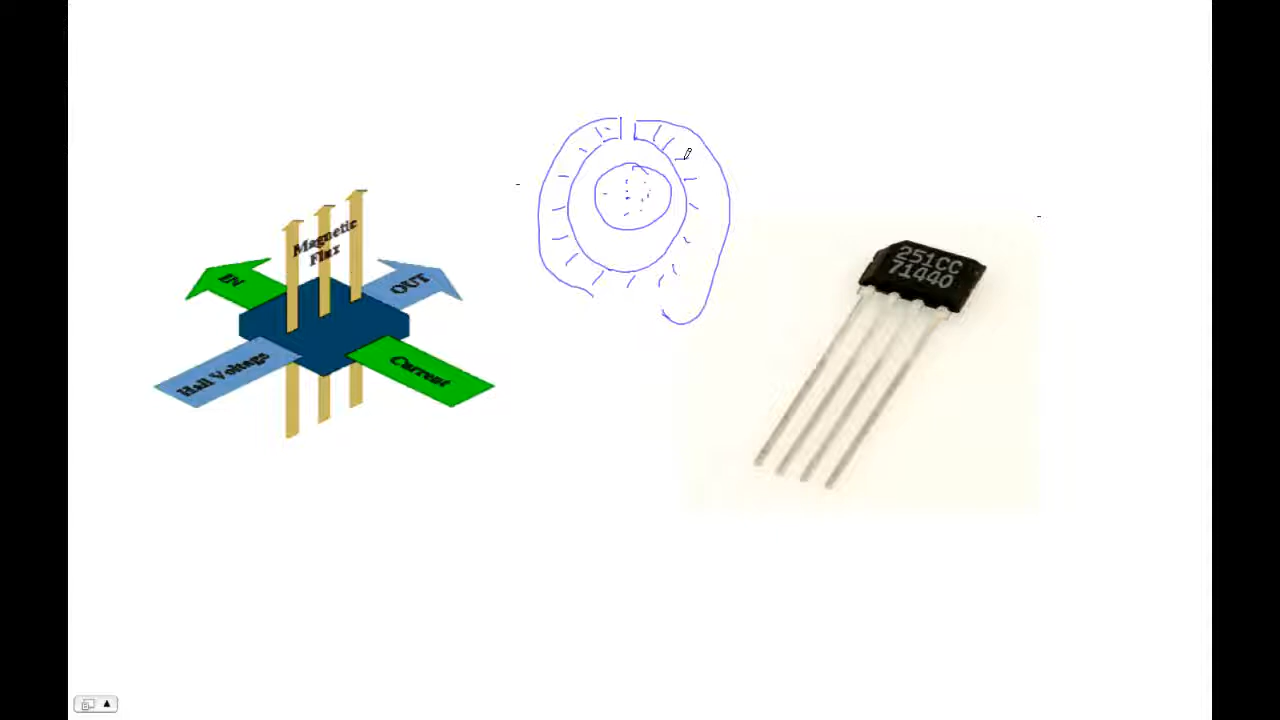 Magnetic
Flux
IN
OUT
Hall Voltage
Current
251CC
71440